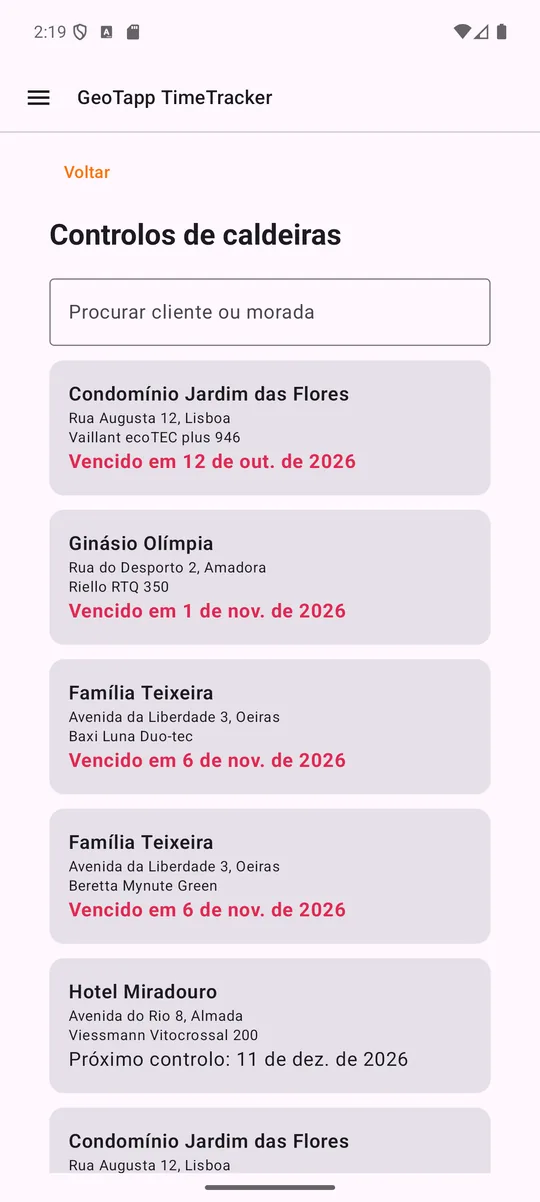 2:19
GeoTapp TimeTracker
Voltar
Controlos de caldeiras
Procurar cliente ou morada
Condomínio Jardim das Flores
Rua Augusta 12, Lisboa
Vaillant ecoTEC plus 946
Vencido em 12 de out. de 2026
Ginásio Olímpia
Rua do Desporto 2, Amadora
Riello RTQ 350
Vencido em 1 de nov. de 2026
Família Teixeira
Avenida da Liberdade 3, Oeiras
Baxi Luna Duo-tec
Vencido em 6 de nov. de 2026
Família Teixeira
Avenida da Liberdade 3, Oeiras
Beretta Mynute Green
Vencido em 6 de nov. de 2026
Hotel Miradouro
Avenida do Rio 8, Almada
Viessmann Vitocrossal 200
Próximo controlo: 11 de dez. de 2026
Condomínio Jardim das Flores
Rua Augusta 12, Lisboa